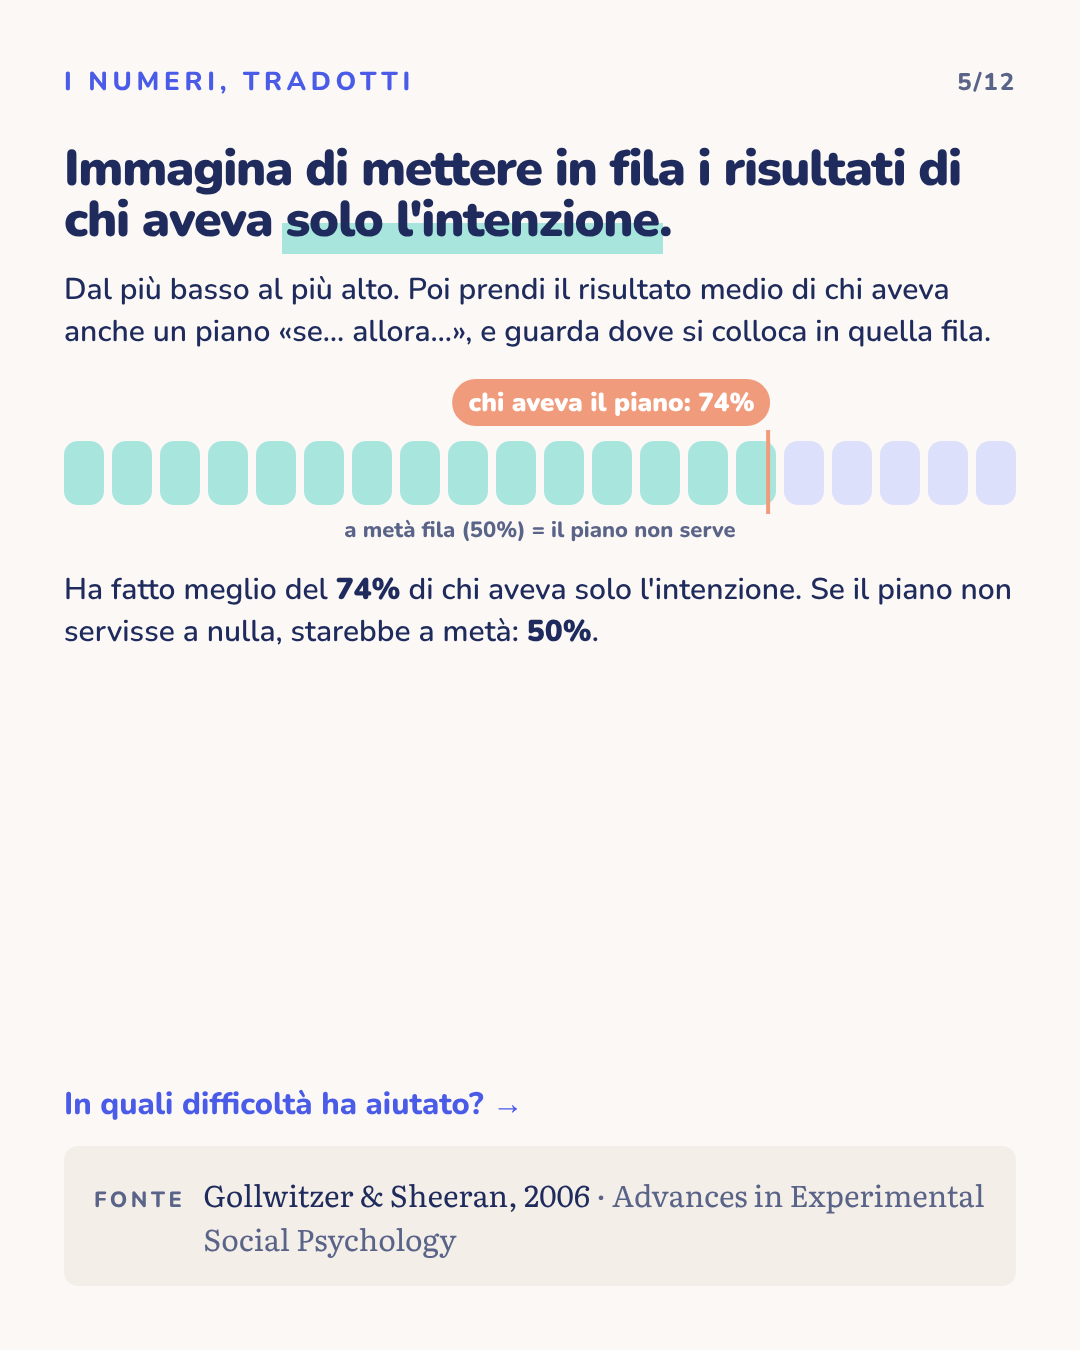 I NUMERI, TRADOTTI
5/12
Immagina di mettere in fila i risultati di
chi aveva solo l'intenzione.
Dal più basso al più alto. Poi prendi il risultato medio di chi aveva
anche un piano «se... allora...», e guarda dove si colloca in quella fila.
chi aveva il piano: 74%
a metà fila (50%) = il piano non serve
Ha fatto meglio del 74% di chi aveva solo l'intenzione. Se il piano non
servisse a nulla, starebbe a metà: 50%.
In quali difficoltà ha aiutato? →
FONTE Gollwitzer & Sheeran, 2006 · Advances in Experimental
Social Psychology